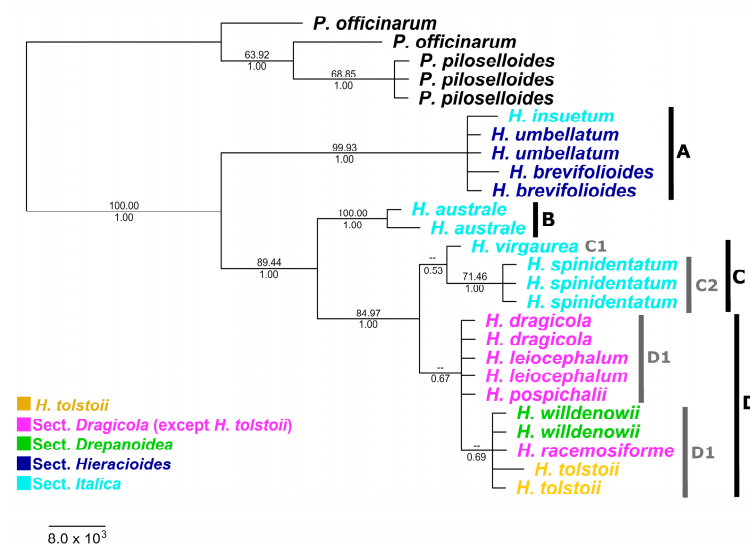 P. officinarum
P. officinarum
63.92
1.00
P. piloselloides
68.85
1.00
P. piloselloides
P. piloselloides
H. insuetum
H. umbellatum
99.93
1.00
H. umbellatum
A
H. brevifolioides
H. brevifolioides
100.00
1.00
H. australe
100.00
1.00
B
H. australe
89.44
1.00
H. virgaurea C1
--
0.53
H. spinidentatum
71.46
1.00
H. spinidentatum
C2
C
H. spinidentatum
84.97
1.00
H. dragicola
H. dragicola
H. leiocephalum
D1
H. leiocephalum
--
0.67
H. pospichalii
D
H. willdenowii
H. willdenowii
--
0.69
H. racemosiforme
D1
H. tolstoii
H. tolstoii
H. tolstoii
Sect. Dragicola (except H. tolstoii)
Sect. Drepanoidea
Sect. Hieracioides
Sect. Italica
8.0 x 10³